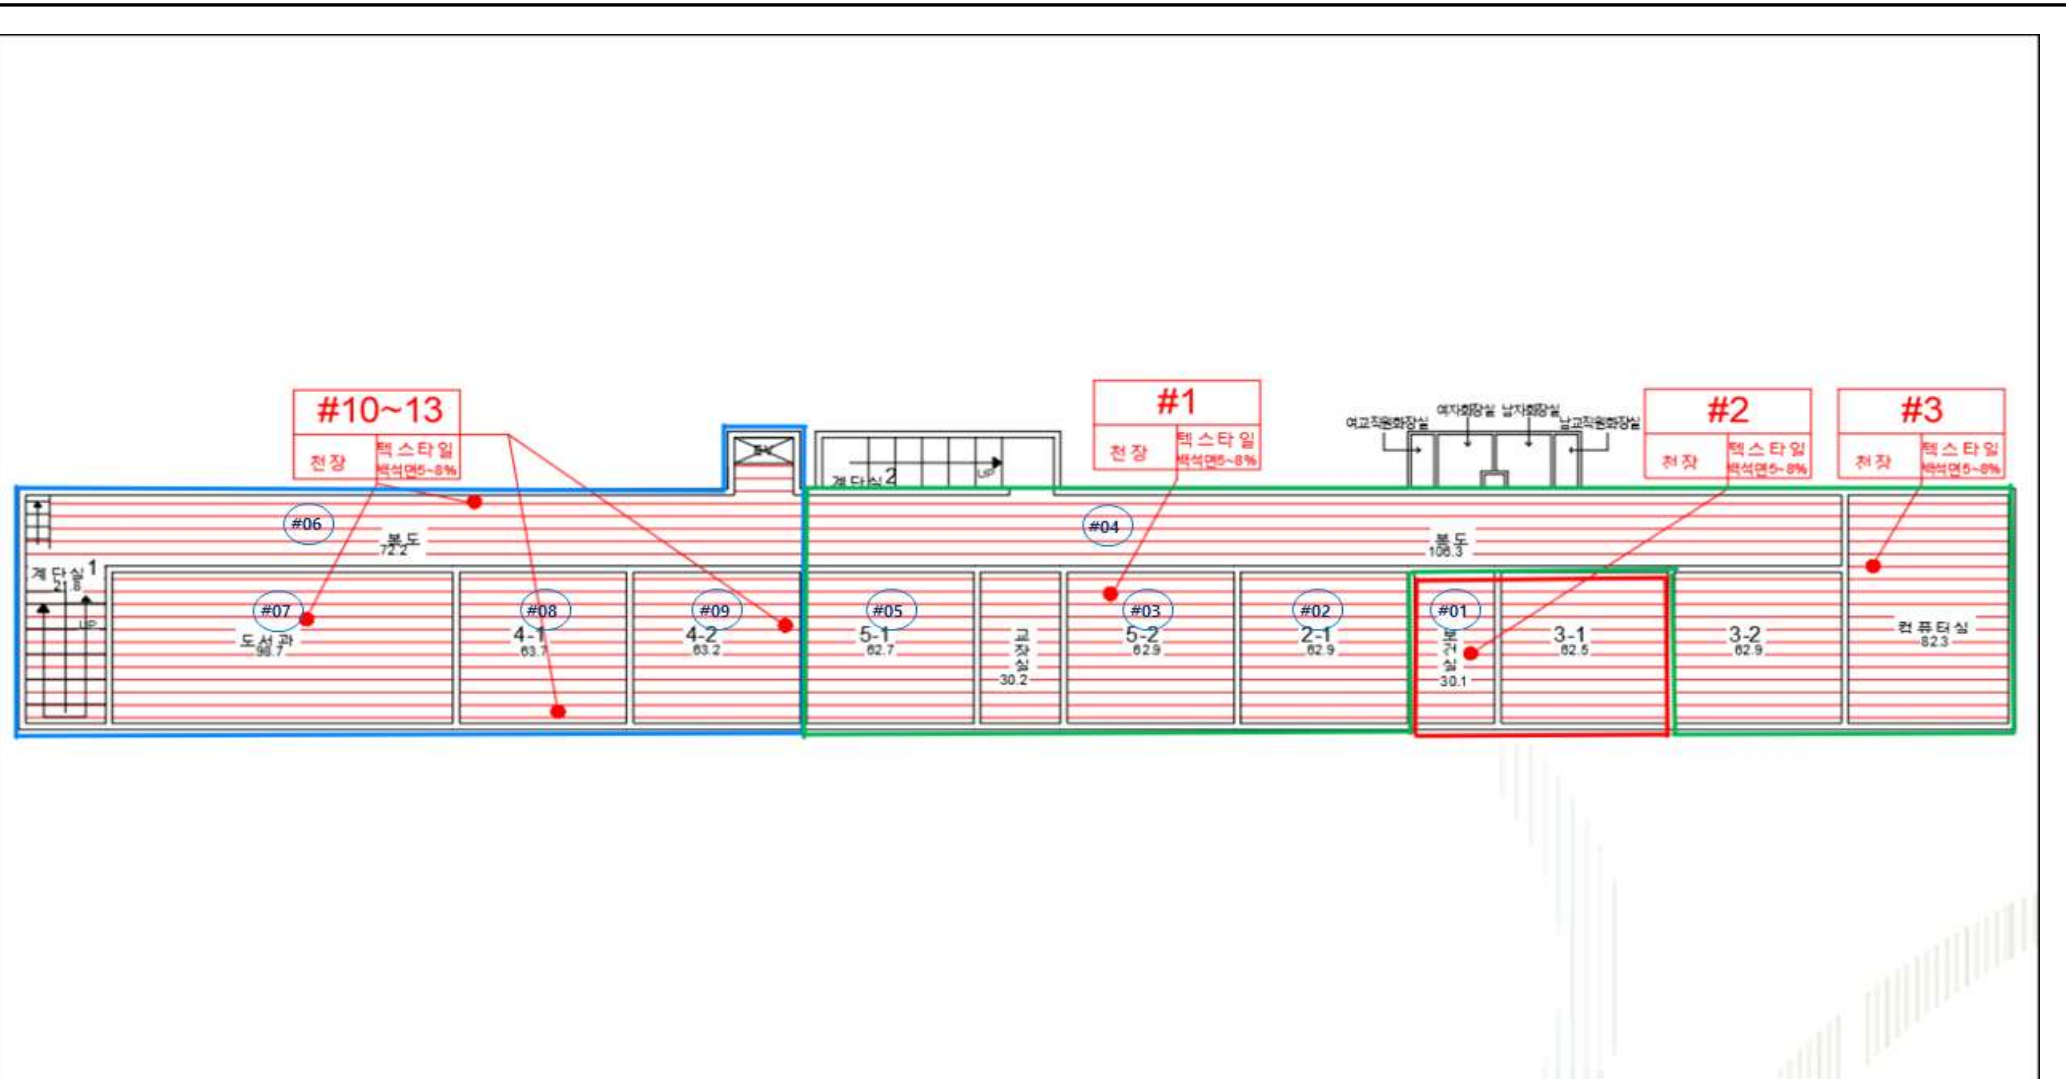 #10~13
천장
텍스타일
백석면5~8%
#1
천장
텍스타일
백석면5~8%
#2
천장
텍스타일
백석면5~8%
#3
천장
텍스타일
백석면5~8%
여교직원화장실
여자화장실
남자화장실
남교직원화장실
EV
계단실2
UP
#06
복도
72.2
#04
복도
106.3
계단실1
21.8
UP
#07
도서관
98.7
#08
4-1
63.7
#09
4-2
63.2
#05
5-1
62.7
교장실
30.2
#03
5-2
62.9
#02
2-1
62.9
#01
보건실
30.1
3-1
62.5
3-2
62.9
컴퓨터실
82.3